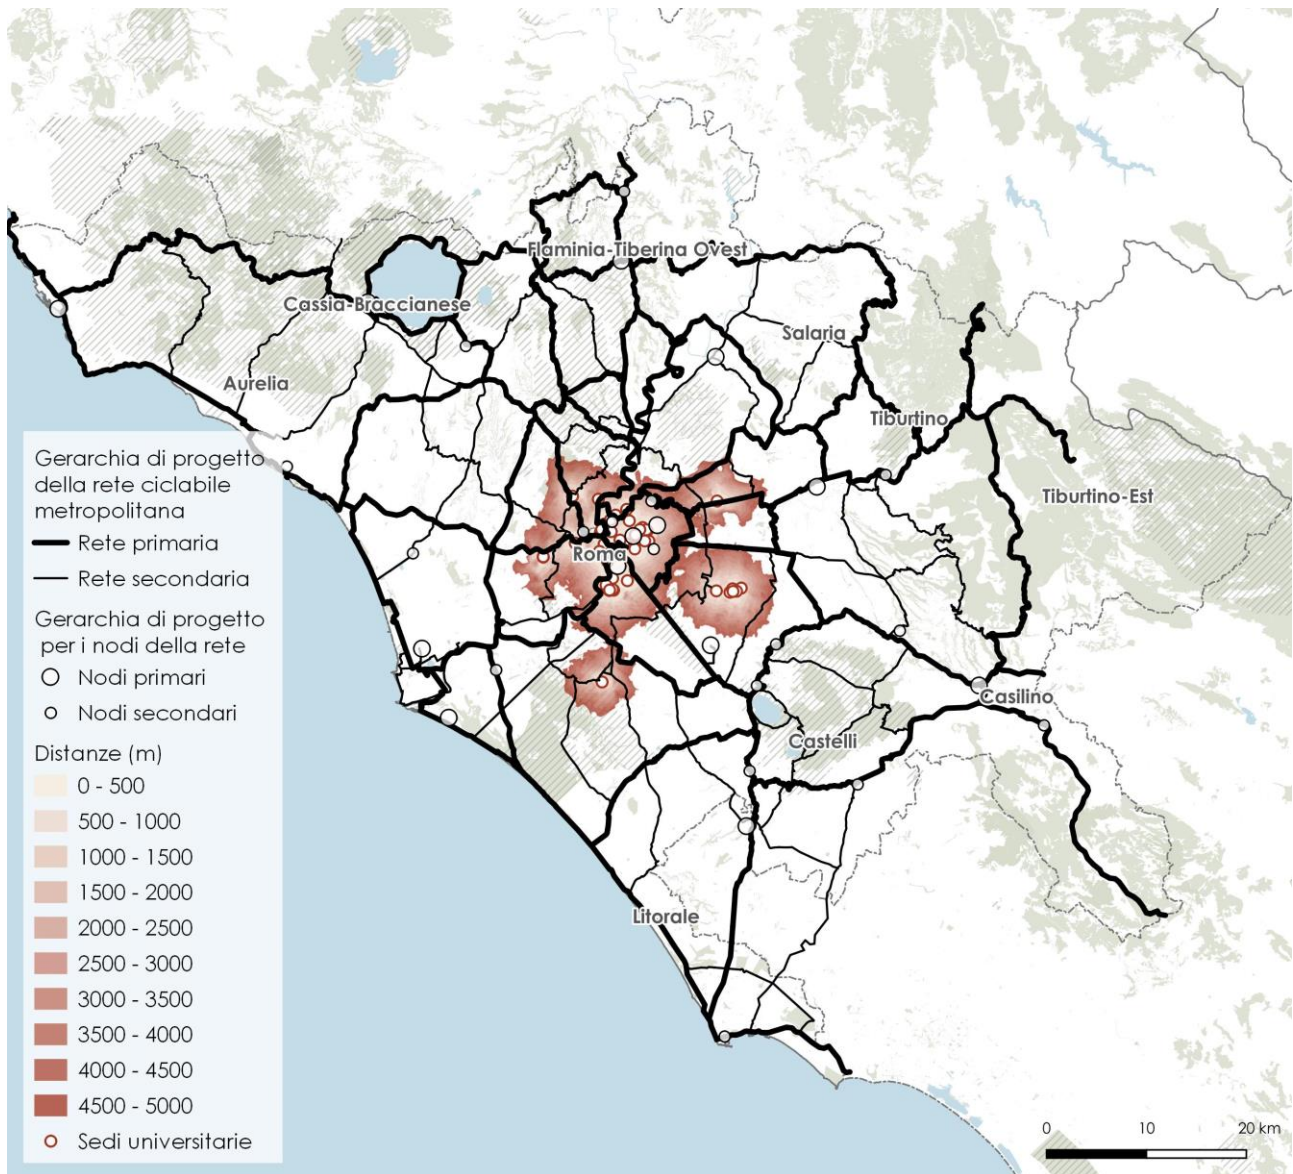 Flaminia-Tiberina Ovest
Cassia-Braccianese
Salaria
Aurelia
Tiburtino
Tiburtino-Est
Roma
Casilino
Castelli
Litorale
Gerarchia di progetto
della rete ciclabile
metropolitana
Rete primaria
Rete secondaria
Gerarchia di progetto
per i nodi della rete
Nodi primari
Nodi secondari
Distanze (m)
0 - 500
500 - 1000
1000 - 1500
1500 - 2000
2000 - 2500
2500 - 3000
3000 - 3500
3500 - 4000
4000 - 4500
4500 - 5000
Sedi universitarie
0 10 20 km